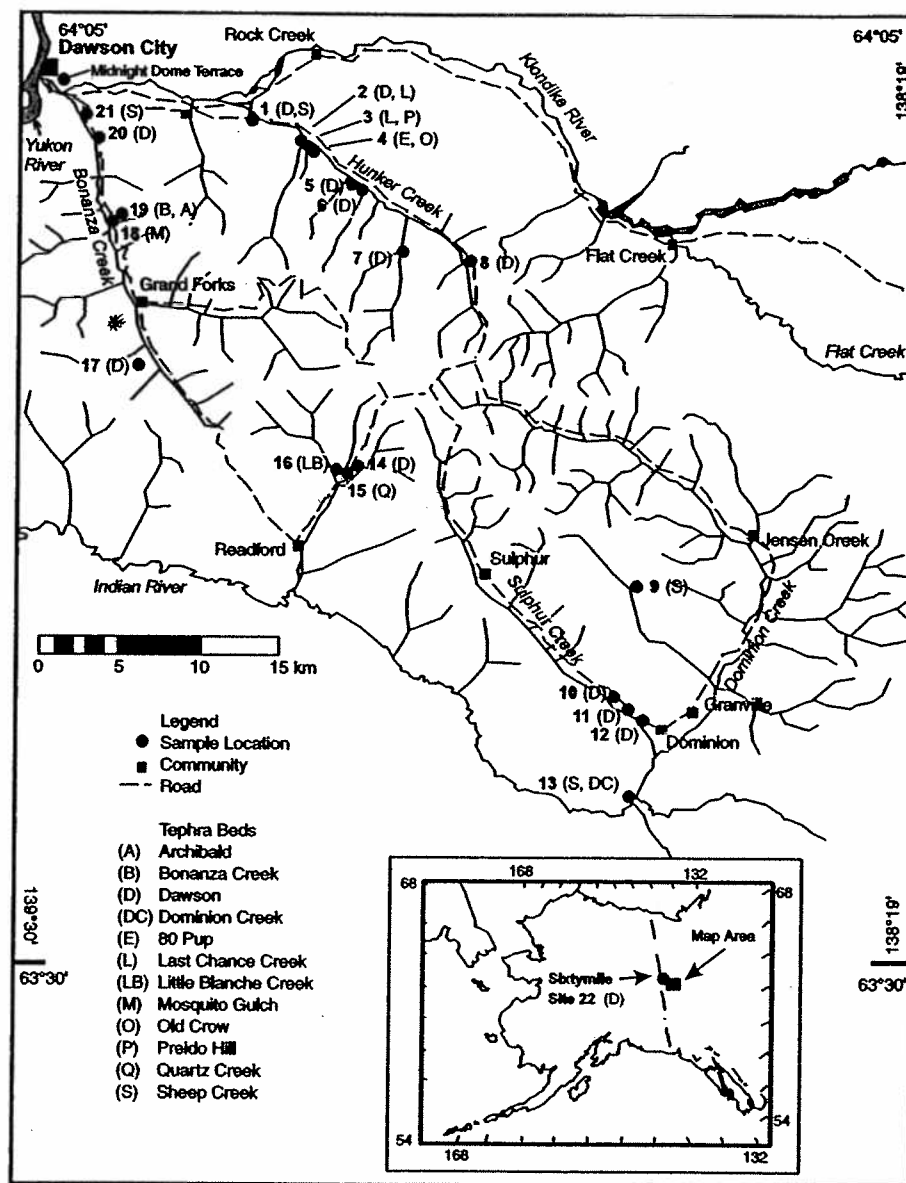 64°05'
Dawson City
Midnight Dome Terrace
Rock Creek
64°05'
138°19'
Klondike River
1 (D,S)
2 (D, L)
3 (L, P)
4 (E, O)
21 (S)
20 (D)
Yukon River
Bonanza Creek
Hunker Creek
5 (D)
6 (D)
19 (B, A)
18 (M)
7 (D)
8 (D)
Flat Creek
Grand Forks
Flat Creek
17 (D)
16 (LB)
14 (D)
15 (Q)
Readford
Jensen Creek
Sulphur
Indian River
Sulphur Creek
9 (S)
Dominion Creek
0 5 10 15 km
10 (D)
11 (D)
12 (D)
Granville
Dominion
13 (S, DC)
Legend
Sample Location
Community
Road
Tephra Beds
(A) Archibald
(B) Bonanza Creek
(D) Dawson
(DC) Dominion Creek
(E) 80 Pup
(L) Last Chance Creek
(LB) Little Blanche Creek
(M) Mosquito Gulch
(O) Old Crow
(P) Preido Hill
(Q) Quartz Creek
(S) Sheep Creek
139°30'
63°30'
138°19'
63°30'
168
132
68
68
Map Area
Sixtymile
Site 22 (D)
54
54
168
132